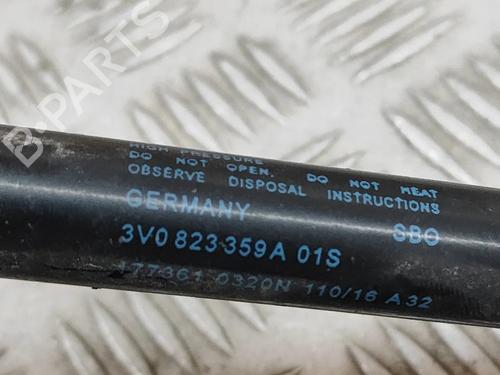 B-PARTS
HIGH PRESSURE
DO NOT OPEN. DO NOT HEAT
OBSERVE DISPOSAL INSTRUCTIONS
GERMANY SBO
3V0 823 359A 01S
177361 0320N 110/16 A32